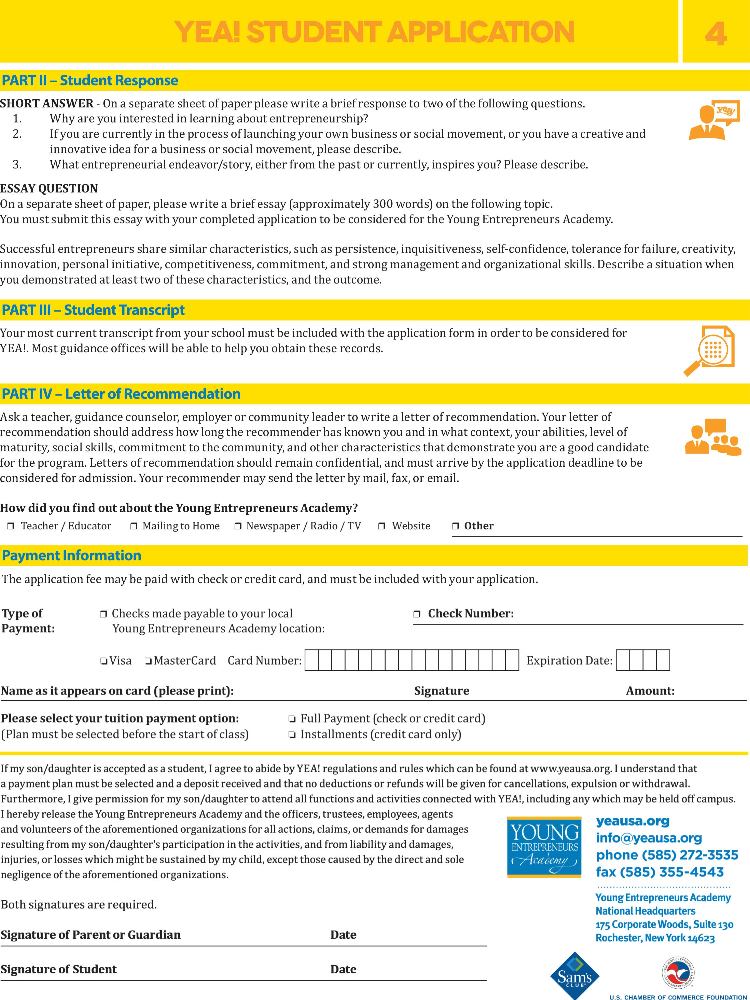 YEA! STUDENT APPLICATION
4
PART II – Student Response
SHORT ANSWER - On a separate sheet of paper please write a brief response to two of the following questions.
yea!
1. Why are you interested in learning about entrepreneurship?
2. If you are currently in the process of launching your own business or social movement, or you have a creative and
innovative idea for a business or social movement, please describe.
3. What entrepreneurial endeavor/story, either from the past or currently, inspires you? Please describe.
ESSAY QUESTION
On a separate sheet of paper, please write a brief essay (approximately 300 words) on the following topic.
You must submit this essay with your completed application to be considered for the Young Entrepreneurs Academy.
Successful entrepreneurs share similar characteristics, such as persistence, inquisitiveness, self-confidence, tolerance for failure, creativity,
innovation, personal initiative, competitiveness, commitment, and strong management and organizational skills. Describe a situation when
you demonstrated at least two of these characteristics, and the outcome.
PART III – Student Transcript
Your most current transcript from your school must be included with the application form in order to be considered for
YEA!. Most guidance offices will be able to help you obtain these records.
PART IV – Letter of Recommendation
Ask a teacher, guidance counselor, employer or community leader to write a letter of recommendation. Your letter of
recommendation should address how long the recommender has known you and in what context, your abilities, level of
maturity, social skills, commitment to the community, and other characteristics that demonstrate you are a good candidate
for the program. Letters of recommendation should remain confidential, and must arrive by the application deadline to be
considered for admission. Your recommender may send the letter by mail, fax, or email.
How did you find out about the Young Entrepreneurs Academy?
❒ Teacher / Educator ❒ Mailing to Home ❒ Newspaper / Radio / TV ❒ Website ❒ Other
Payment Information
The application fee may be paid with check or credit card, and must be included with your application.
Type of ❒ Checks made payable to your local ❒ Check Number:
Payment: Young Entrepreneurs Academy location:
❏ Visa ❏ MasterCard Card Number: Expiration Date:
Name as it appears on card (please print): Signature Amount:
Please select your tuition payment option: ❏ Full Payment (check or credit card)
(Plan must be selected before the start of class) ❏ Installments (credit card only)
If my son/daughter is accepted as a student, I agree to abide by YEA! regulations and rules which can be found at www.yeausa.org. I understand that
a payment plan must be selected and a deposit received and that no deductions or refunds will be given for cancellations, expulsion or withdrawal.
Furthermore, I give permission for my son/daughter to attend all functions and activities connected with YEA!, including any which may be held off campus.
I hereby release the Young Entrepreneurs Academy and the officers, trustees, employees, agents
and volunteers of the aforementioned organizations for all actions, claims, or demands for damages
resulting from my son/daughter's participation in the activities, and from liability and damages,
injuries, or losses which might be sustained by my child, except those caused by the direct and sole
negligence of the aforementioned organizations.
Both signatures are required.
Signature of Parent or Guardian Date
Signature of Student Date
YOUNG
ENTREPRENEURS
Academy
yeausa.org
info@yeausa.org
phone (585) 272-3535
fax (585) 355-4543
Young Entrepreneurs Academy
National Headquarters
175 Corporate Woods, Suite 130
Rochester, New York 14623
Sam's
CLUB
THE SPIRIT OF ENTERPRISE
U.S. CHAMBER OF COMMERCE
U.S. CHAMBER OF COMMERCE FOUNDATION